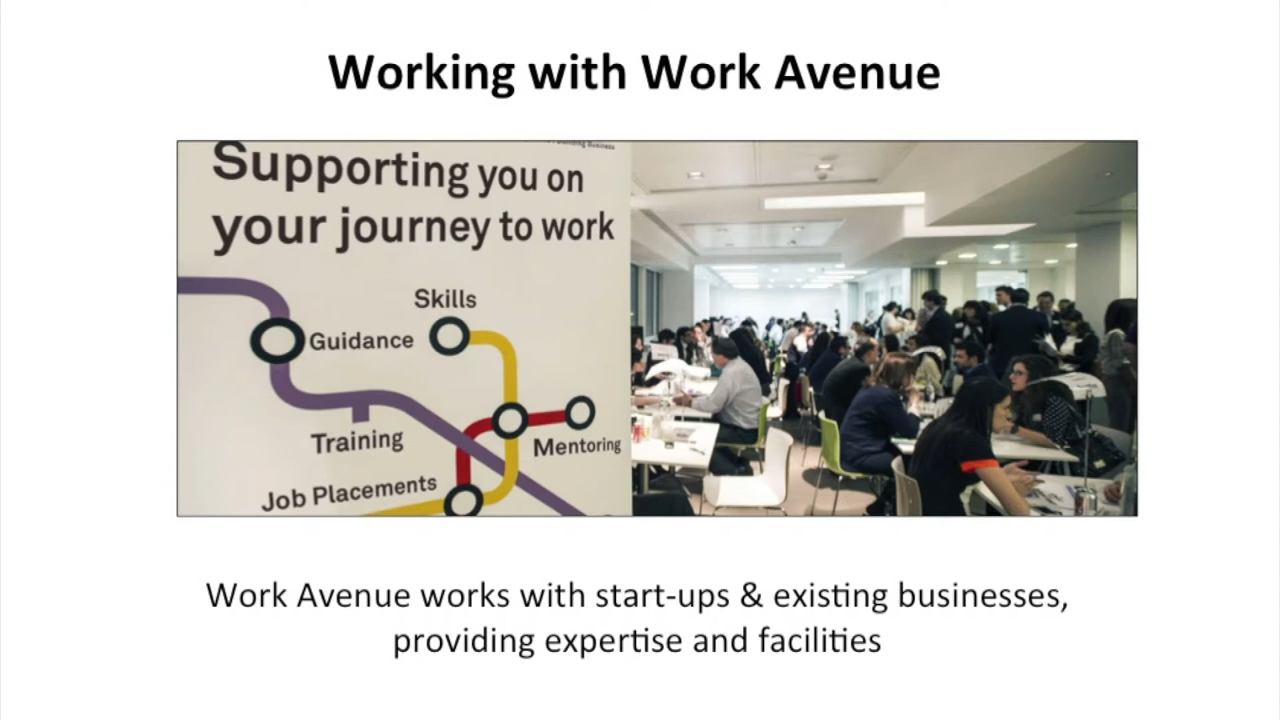 Working with Work Avenue
Supporting you on
your journey to work
Skills
Guidance
Training
Mentoring
Job Placements
Work Avenue works with start-ups & existing businesses,
providing expertise and facilities